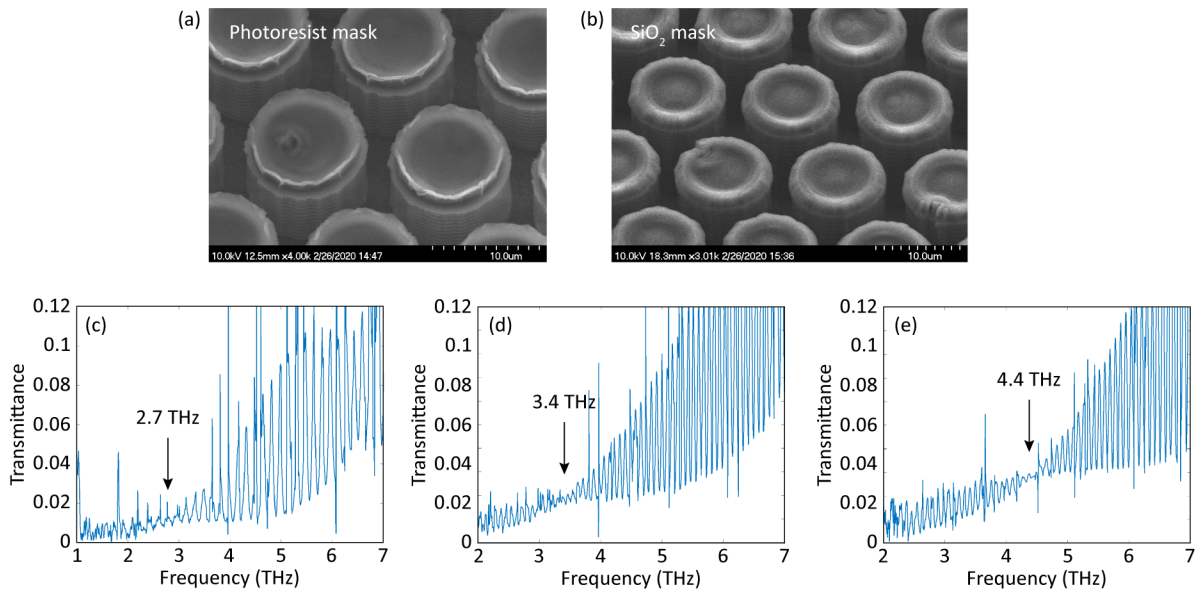 (a)
Photoresist mask
10.0kV 12.5mm x4.00k 2/26/2020 14:47
10.0um
(b)
SiO₂ mask
10.0kV 18.3mm x3.01k 2/26/2020 15:36
10.0um
(c)
2.7 THz
Transmittance
0.12
0.1
0.08
0.06
0.04
0.02
0
1 2 3 4 5 6 7
Frequency (THz)
(d)
3.4 THz
Transmittance
0.12
0.1
0.08
0.06
0.04
0.02
0
2 3 4 5 6 7
Frequency (THz)
(e)
4.4 THz
Transmittance
0.12
0.1
0.08
0.06
0.04
0.02
0
2 3 4 5 6 7
Frequency (THz)